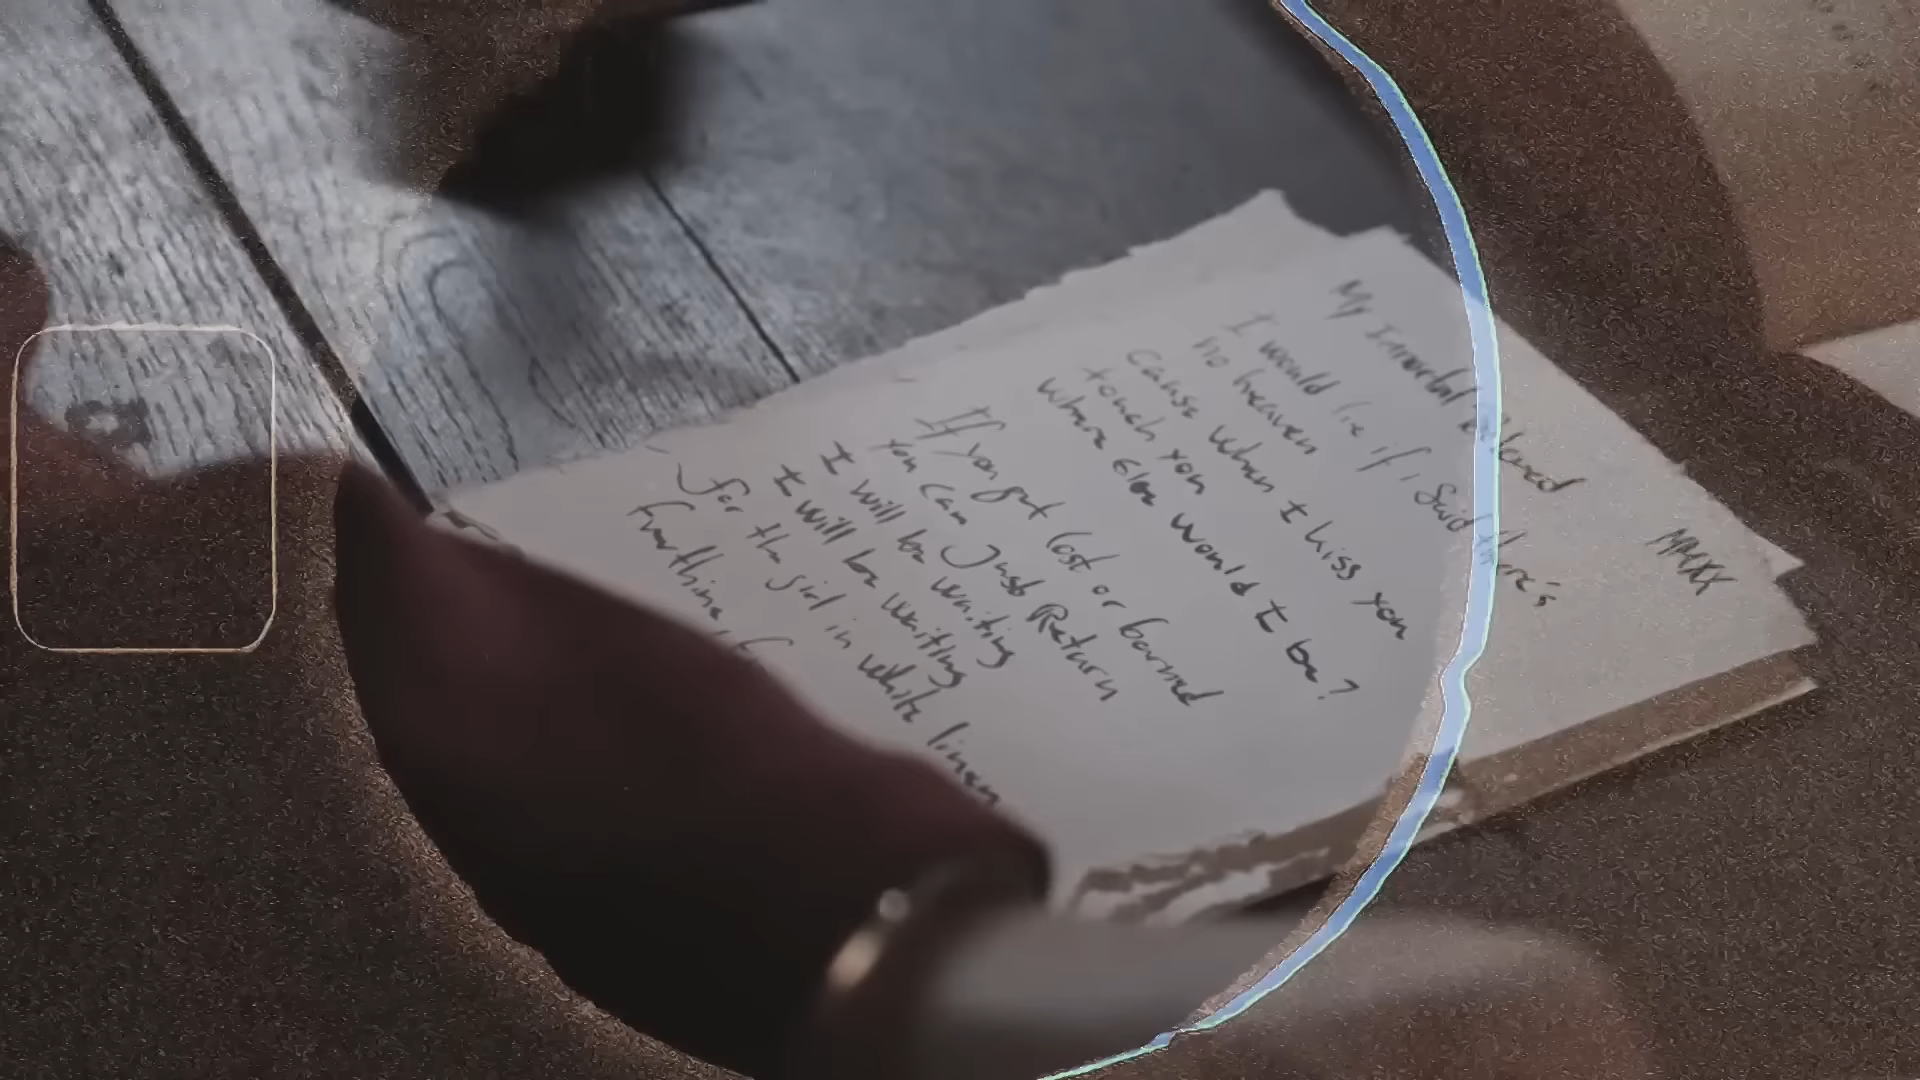 My Immortal beloved
MMXX
I would lie if i Said there's
no heaven
Cause when I kiss you
touch you
where Else would I be?
If you get lost or borned
You Can Just Return
I will be waiting
I will be waiting
for the girl in white linen